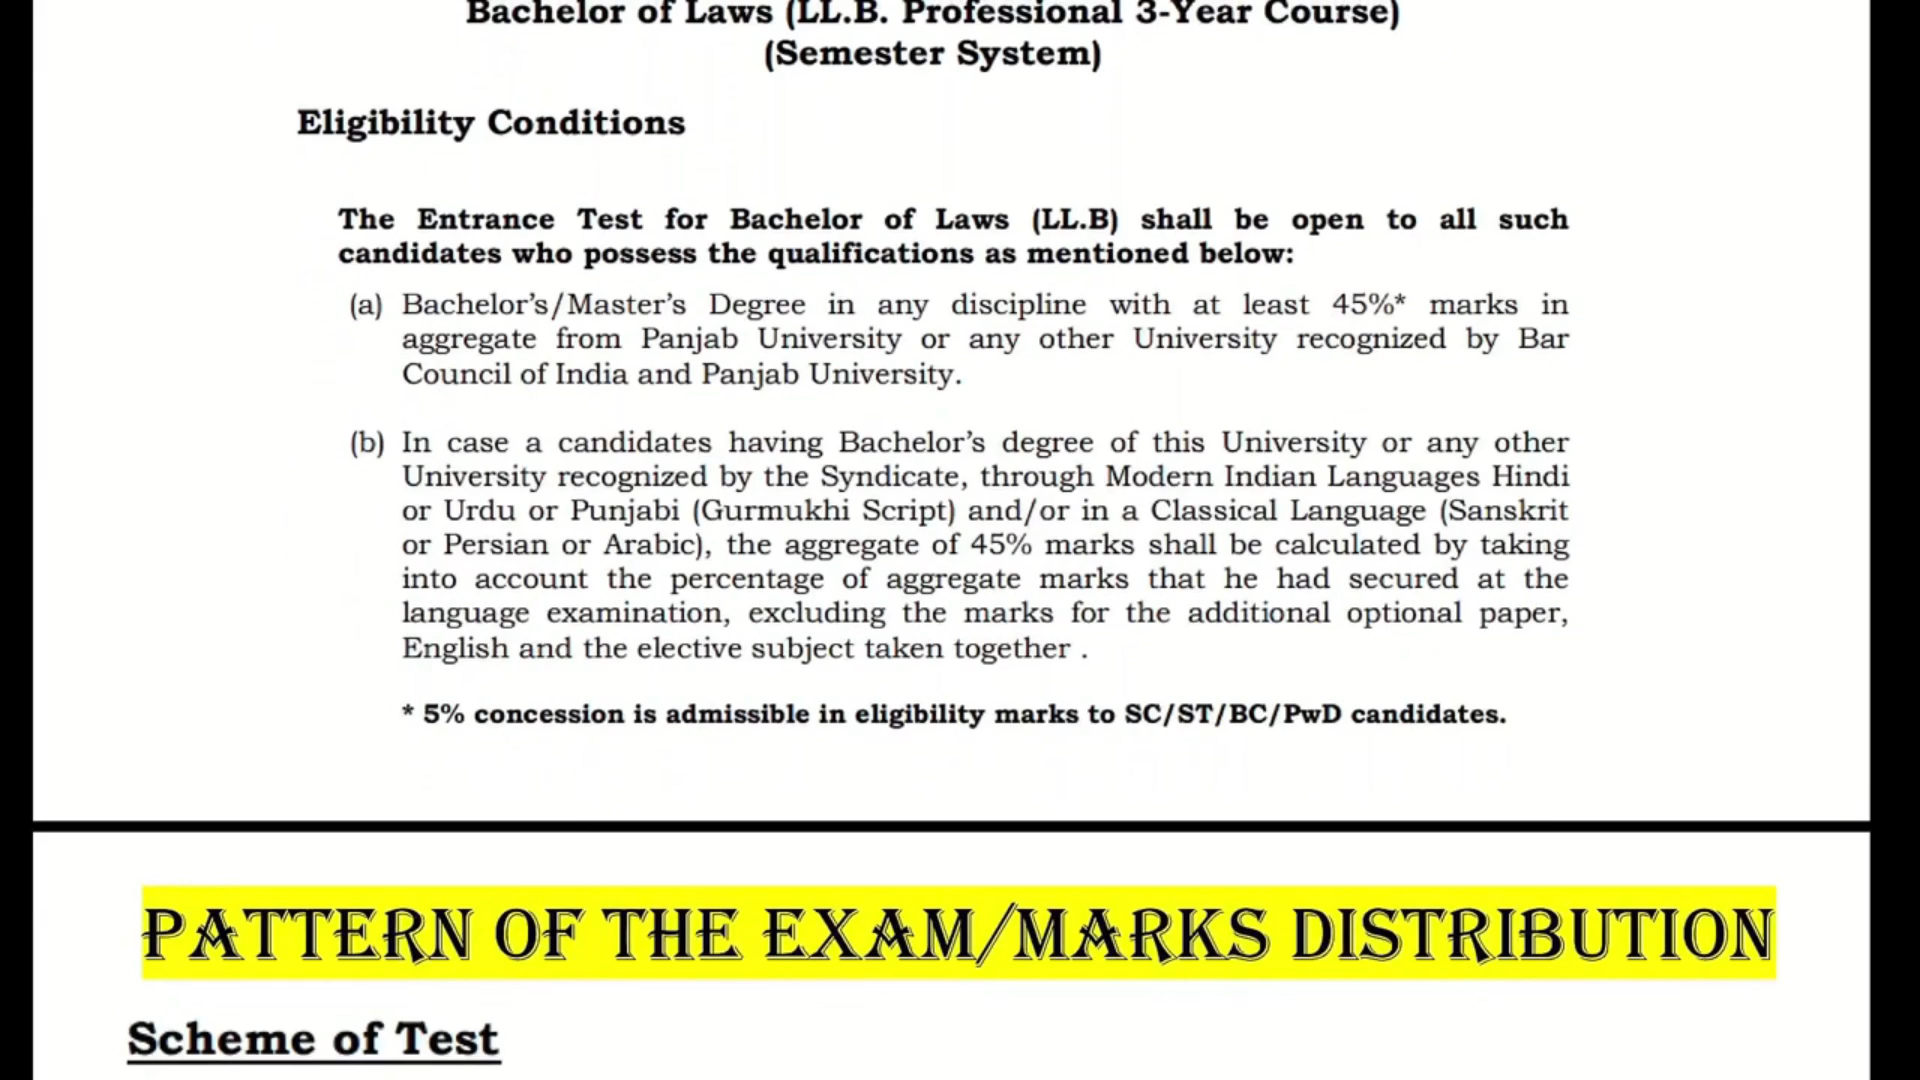 Bachelor of Laws (LL.B. Professional 3-Year Course)
(Semester System)
Eligibility Conditions
The Entrance Test for Bachelor of Laws (LL.B) shall be open to all such
candidates who possess the qualifications as mentioned below:
(a) Bachelor’s/Master’s Degree in any discipline with at least 45%* marks in
aggregate from Panjab University or any other University recognized by Bar
Council of India and Panjab University.
(b) In case a candidates having Bachelor’s degree of this University or any other
University recognized by the Syndicate, through Modern Indian Languages Hindi
or Urdu or Punjabi (Gurmukhi Script) and/or in a Classical Language (Sanskrit
or Persian or Arabic), the aggregate of 45% marks shall be calculated by taking
into account the percentage of aggregate marks that he had secured at the
language examination, excluding the marks for the additional optional paper,
English and the elective subject taken together .
* 5% concession is admissible in eligibility marks to SC/ST/BC/PwD candidates.
PATTERN OF THE EXAM/MARKS DISTRIBUTION
Scheme of Test